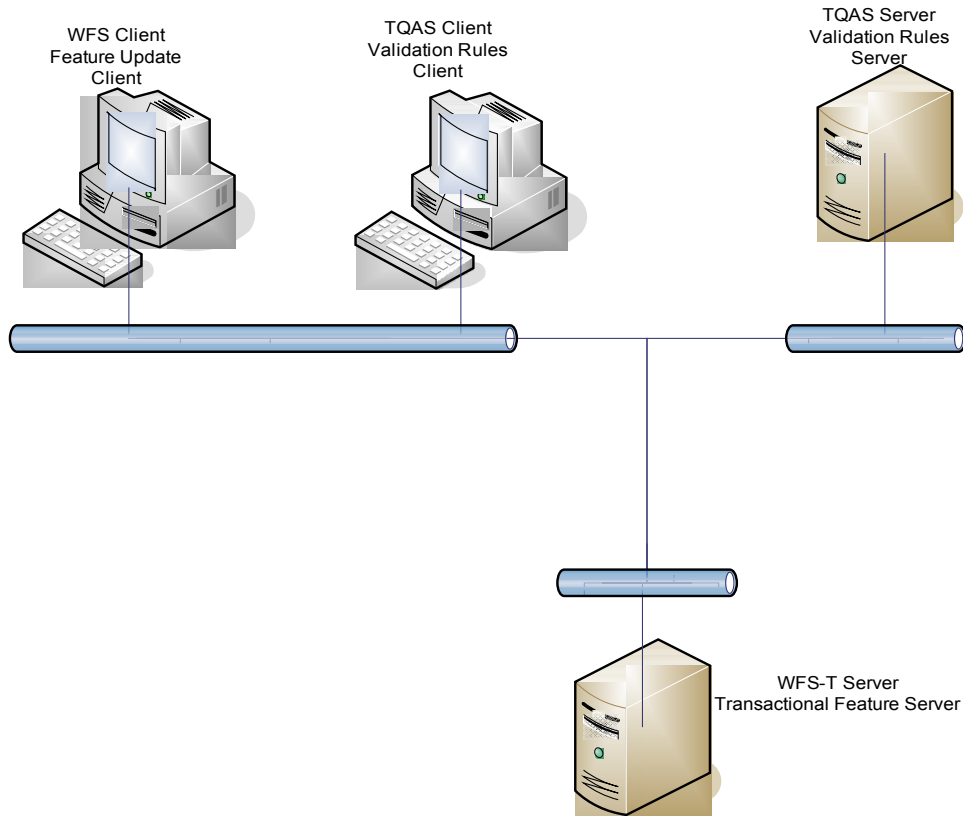 WFS Client
Feature Update
Client
TQAS Client
Validation Rules
Client
TQAS Server
Validation Rules
Server
WFS-T Server
Transactional Feature Server